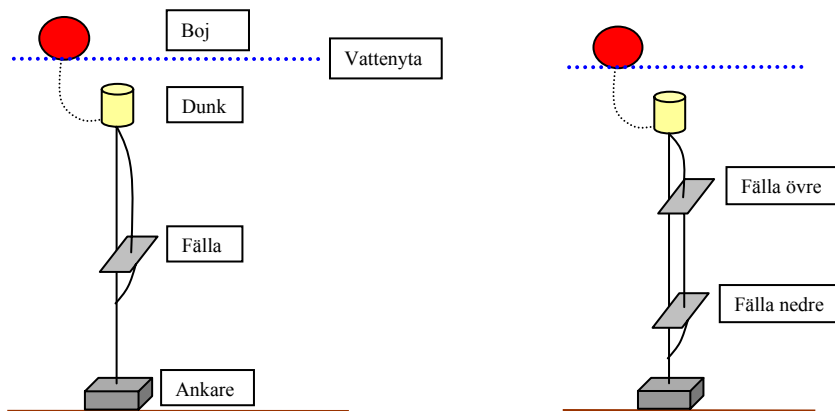 Boj
Vattenyta
Dunk
Fälla
Ankare
Fälla övre
Fälla nedre